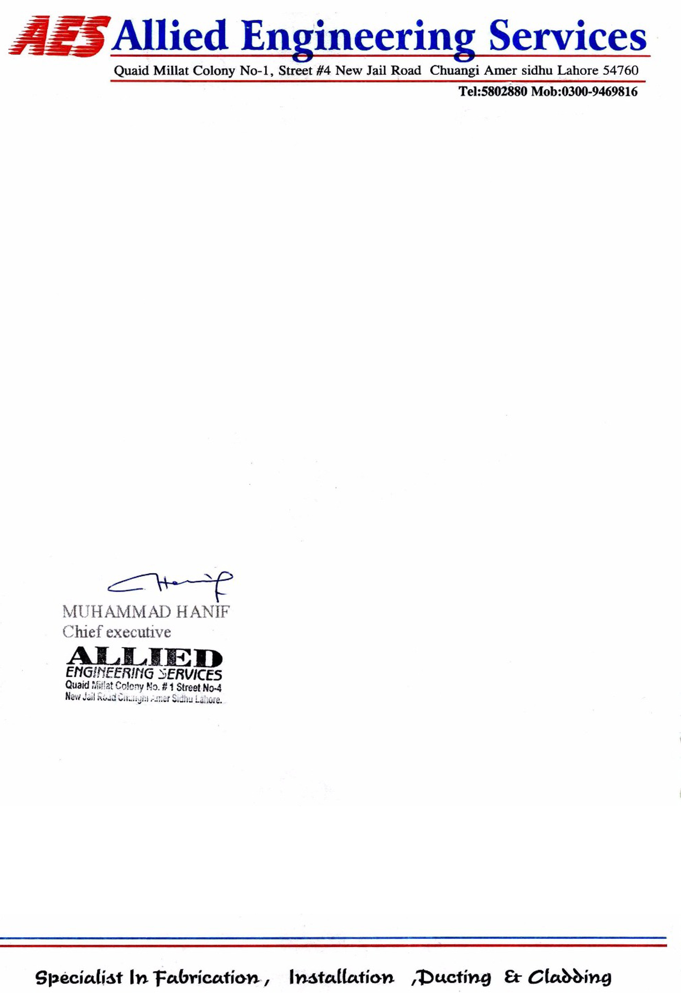 AES Allied Engineering Services
Quaid Millat Colony No-1, Street #4 New Jail Road Chuangi Amer sidhu Lahore 54760
Tel:5802880 Mob:0300-9469816
Hanif
MUHAMMAD HANIF
Chief executive
ALLIED
ENGINEERING SERVICES
Quaid Millat Colony No. # 1 Street No-4
New Jail Road Amer Sidhu Lahore.
Specialist In Fabrication, Installation ,Ducting & Cladding